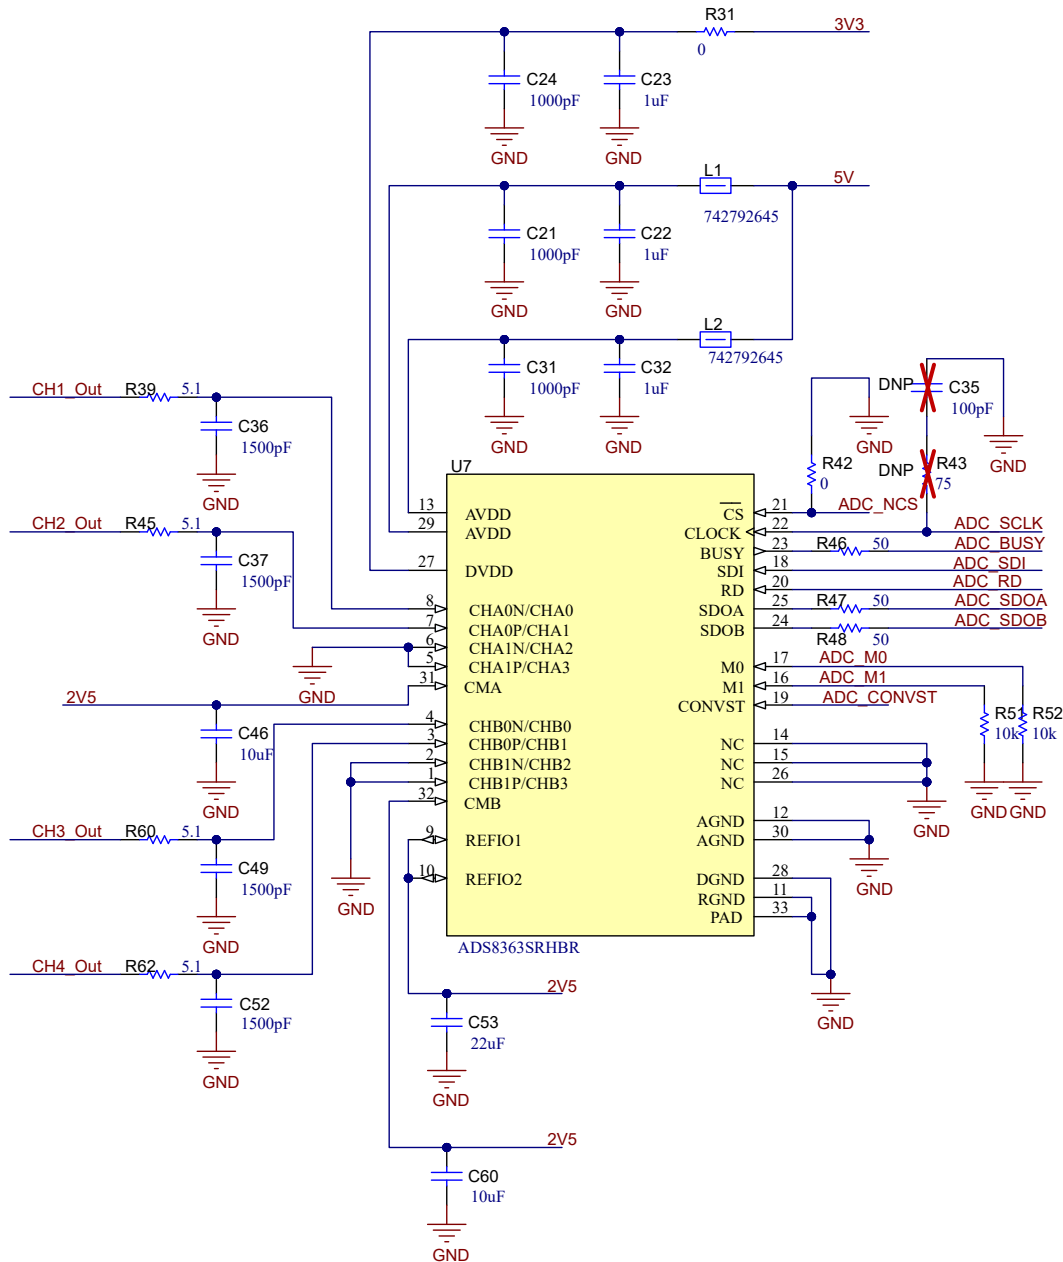 R31
3V3
0
C24
1000pF
C23
1uF
GND
GND
L1
5V
742792645
C21
1000pF
C22
1uF
GND
GND
L2
742792645
C31
1000pF
C32
1uF
GND
GND
CH1_Out
R39
5.1
C36
1500pF
GND
CH2_Out
R45
5.1
C37
1500pF
GND
DNP
C35
100pF
GND
GND
R42
0
DNP
R43
75
U7
13
AVDD
29
AVDD
27
DVDD
8
CHA0N/CHA0
7
CHA0P/CHA1
6
CHA1N/CHA2
5
CHA1P/CHA3
31
CMA
4
CHB0N/CHB0
3
CHB0P/CHB1
2
CHB1N/CHB2
1
CHB1P/CHB3
32
CMB
9
REFIO1
10
REFIO2
CS
21
ADC_NCS
CLOCK
22
ADC_SCLK
BUSY
23
R46
50
ADC_BUSY
SDI
18
ADC_SDI
RD
20
ADC_RD
SDOA
25
R47
50
ADC_SDOA
SDOB
24
R48
50
ADC_SDOB
M0
17
ADC_M0
M1
16
ADC_M1
CONVST
19
ADC_CONVST
R51
10k
R52
10k
GND
GND
NC
14
NC
15
NC
26
GND
AGND
12
AGND
30
GND
DGND
28
RGND
11
PAD
33
GND
ADS8363SRHBR
GND
2V5
C46
10uF
GND
CH3_Out
R60
5.1
C49
1500pF
GND
GND
CH4_Out
R62
5.1
C52
1500pF
GND
2V5
C53
22uF
GND
2V5
C60
10uF
GND